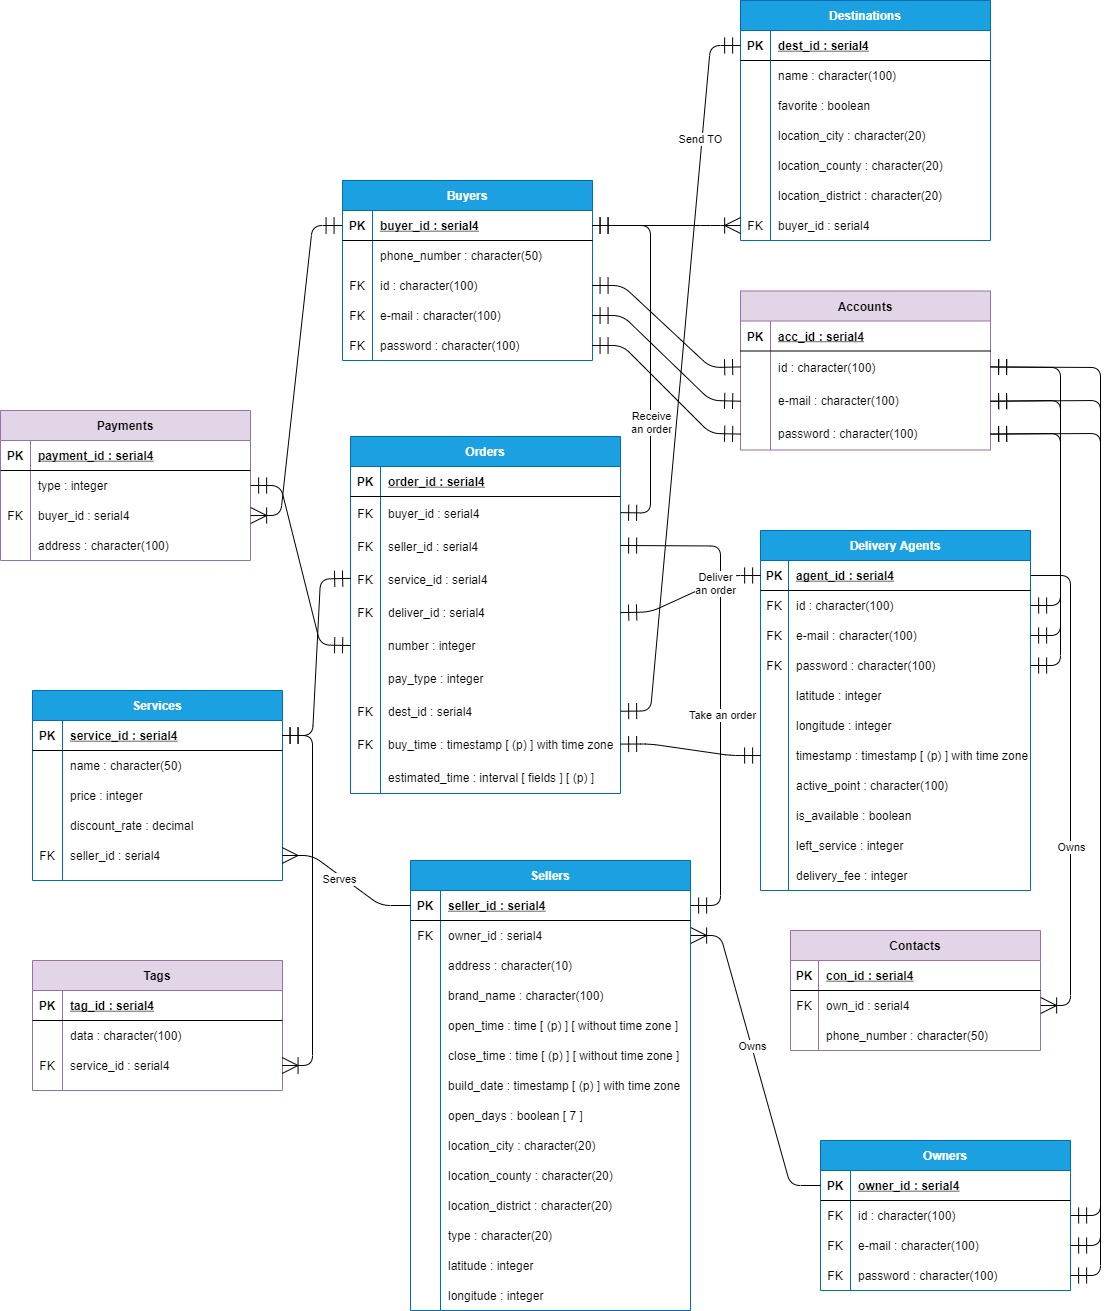 Destinations
PK dest_id : serial4
name : character(100)
favorite : boolean
location_city : character(20)
location_county : character(20)
location_district : character(20)
FK buyer_id : serial4
Send TO
Buyers
PK buyer_id : serial4
phone_number : character(50)
FK id : character(100)
FK e-mail : character(100)
FK password : character(100)
Accounts
PK acc_id : serial4
id : character(100)
e-mail : character(100)
password : character(100)
Receive
an order
Payments
PK payment_id : serial4
type : integer
FK buyer_id : serial4
address : character(100)
Orders
PK order_id : serial4
FK buyer_id : serial4
FK seller_id : serial4
FK service_id : serial4
FK deliver_id : serial4
number : integer
pay_type : integer
FK dest_id : serial4
FK buy_time : timestamp [ (p) ] with time zone
estimated_time : interval [ fields ] [ (p) ]
Deliver
an order
Take an order
Delivery Agents
PK agent_id : serial4
FK id : character(100)
FK e-mail : character(100)
FK password : character(100)
latitude : integer
longitude : integer
timestamp : timestamp [ (p) ] with time zone
active_point : character(100)
is_available : boolean
left_service : integer
delivery_fee : integer
Owns
Services
PK service_id : serial4
name : character(50)
price : integer
discount_rate : decimal
FK seller_id : serial4
Serves
Sellers
PK seller_id : serial4
FK owner_id : serial4
address : character(10)
brand_name : character(100)
open_time : time [ (p) ] [ without time zone ]
close_time : time [ (p) ] [ without time zone ]
build_date : timestamp [ (p) ] with time zone
open_days : boolean [ 7 ]
location_city : character(20)
location_county : character(20)
location_district : character(20)
type : character(20)
latitude : integer
longitude : integer
Contacts
PK con_id : serial4
FK own_id : serial4
phone_number : character(50)
Tags
PK tag_id : serial4
data : character(100)
FK service_id : serial4
Owns
Owners
PK owner_id : serial4
FK id : character(100)
FK e-mail : character(100)
FK password : character(100)